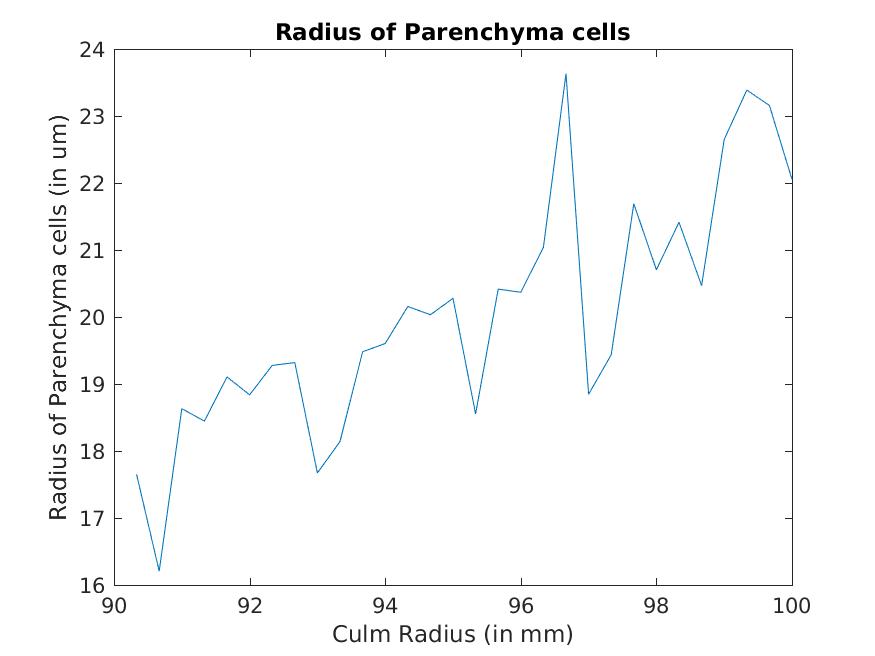 Radius of Parenchyma cells
24
23
22
21
20
19
18
17
16
Radius of Parenchyma cells (in um)
90 92 94 96 98 100
Culm Radius (in mm)